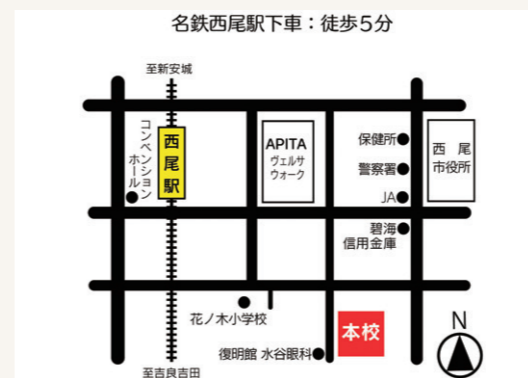 名鉄西尾駅下車：徒歩５分
至新安城
西尾駅
コンベンション
ホール
APITA
ヴェルサ
ウォーク
保健所
警察署
JA
西尾
市役所
碧海
信用金庫
花ノ木小学校
本校
復明館 水谷眼科
N
至吉良吉田